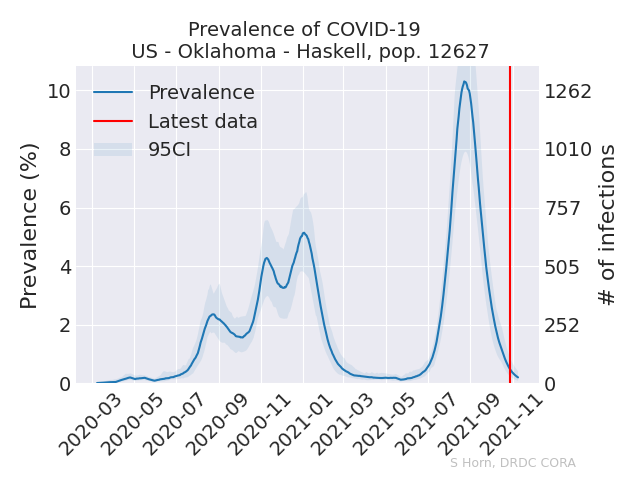 Prevalence of COVID-19
US - Oklahoma - Haskell, pop. 12627
Prevalence
Latest data
95CI
Prevalence (%)
10
8
6
4
2
0
# of infections
1262
1010
757
505
252
0
2020-03
2020-05
2020-07
2020-09
2020-11
2021-01
2021-03
2021-05
2021-07
2021-09
2021-11
S Horn, DRDC CORA